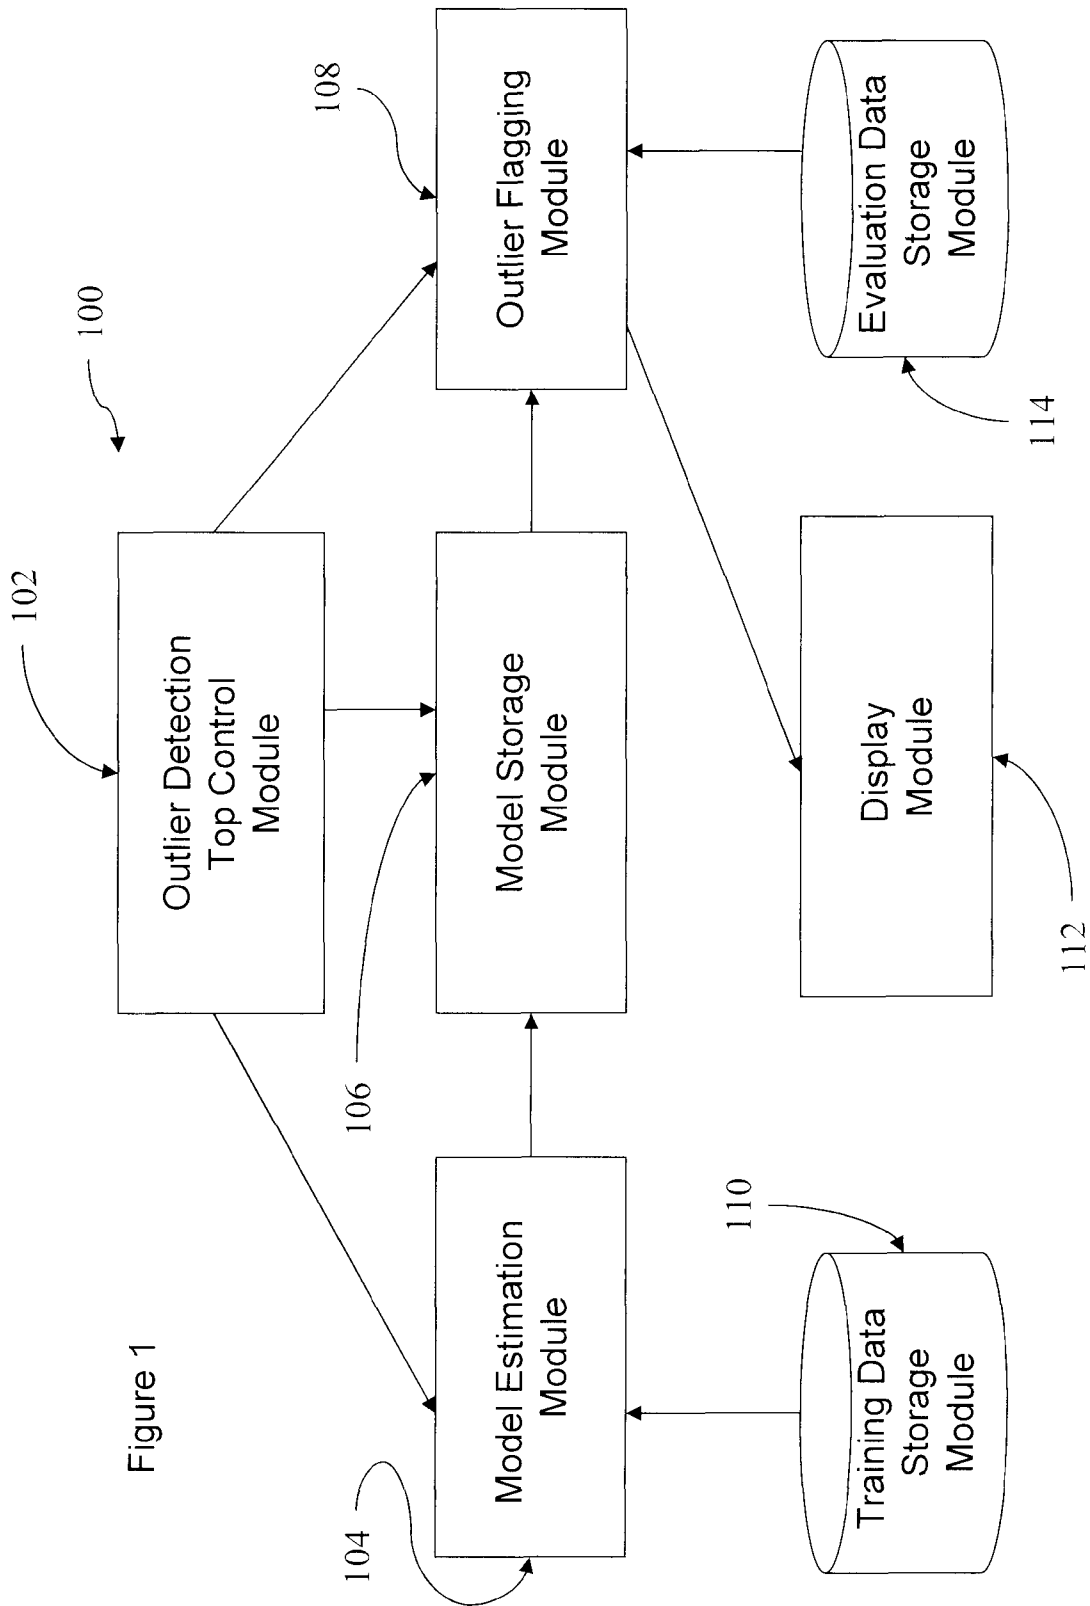 Figure 1
100
102
Outlier Detection
Top Control
Module
104
Model Estimation
Module
106
Model Storage
Module
108
Outlier Flagging
Module
110
Training Data
Storage
Module
112
Display
Module
114
Evaluation Data
Storage
Module